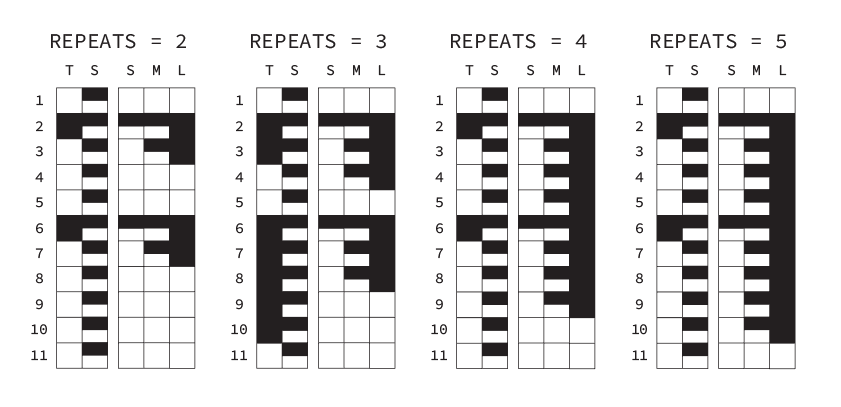 REPEATS = 2 REPEATS = 3 REPEATS = 4 REPEATS = 5
T S S M L T S S M L T S S M L T S S M L
1 1 1 1
2 2 2 2
3 3 3 3
4 4 4 4
5 5 5 5
6 6 6 6
7 7 7 7
8 8 8 8
9 9 9 9
10 10 10 10
11 11 11 11